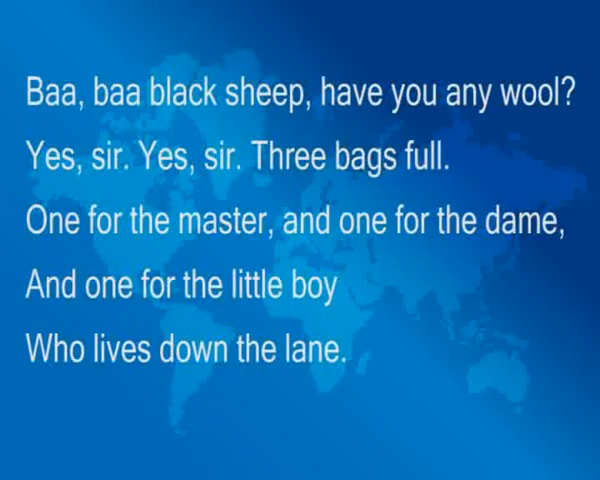 Baa, baa black sheep, have you any wool?
Yes, sir. Yes, sir. Three bags full.
One for the master, and one for the dame,
And one for the little boy
Who lives down the lane.